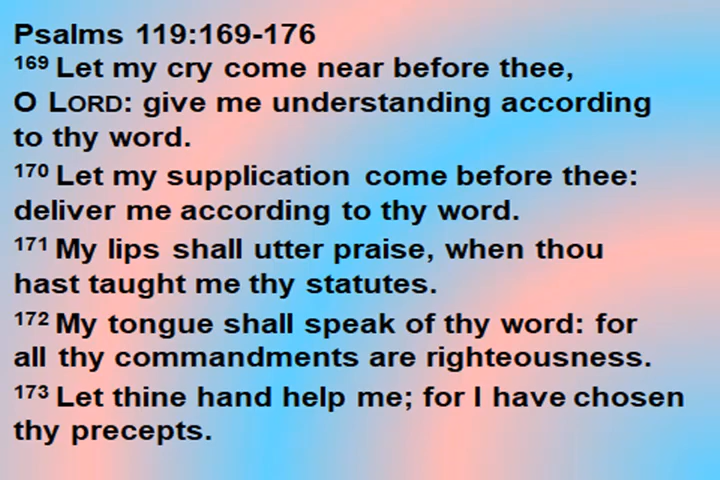 Psalms 119:169-176
169 Let my cry come near before thee,
O LORD: give me understanding according
to thy word.
170 Let my supplication come before thee:
deliver me according to thy word.
171 My lips shall utter praise, when thou
hast taught me thy statutes.
172 My tongue shall speak of thy word: for
all thy commandments are righteousness.
173 Let thine hand help me; for I have chosen
thy precepts.